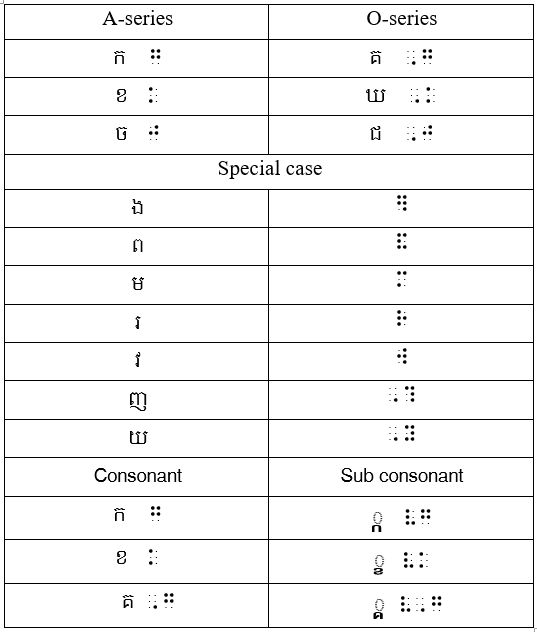 A-series O-series
ក ⠛ គ ⠠⠛
ខ ⠅ ឃ ⠠⠅
ច ⠚ ជ ⠠⠚
Special case
ង ⠻
ព ⠯
ម ⠍
រ ⠗
វ ⠺
ញ ⠠⠹
យ ⠠⠽
Consonant Sub consonant
ក ⠛ ្ក ⠧⠛
ខ ⠅ ្ខ ⠧⠅
គ ⠠⠛ ្គ ⠧⠠⠛